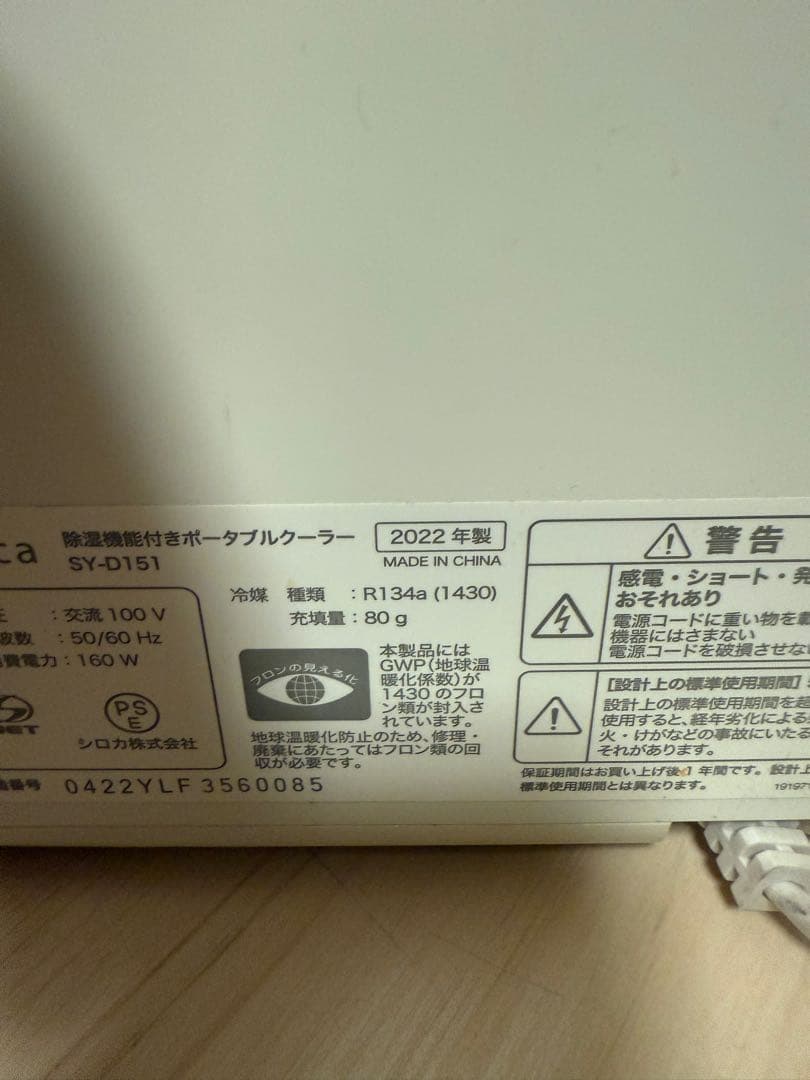 ca 除湿機能付きポータブルクーラー 2022 年製
SY-D151 MADE IN CHINA
冷媒 種類 : R134a (1430)
充填量 : 80 g
: 交流 100 V
波数 : 50/60 Hz
費電力 : 160 W
PS
E
シロカ株式会社
番号 0422YLF3560085
フロンの見える化
本製品には
GWP(地球温
暖化係数)が
1430 のフロ
ン類が封入さ
れています。
地球温暖化防止のため、修理・
廃棄にあたってはフロン類の回
収が必要です。
警告
感電・ショート・発
おそれあり
電源コードに重い物を載
機器にはさまない
電源コードを破損させな
[設計上の標準使用期間]
設計上の標準使用期間を超
使用すると、経年劣化による
火・けがなどの事故にいたる
それがあります。
保証期間はお買い上げ後1年間です。設計上
標準使用期間とは異なります。
19197